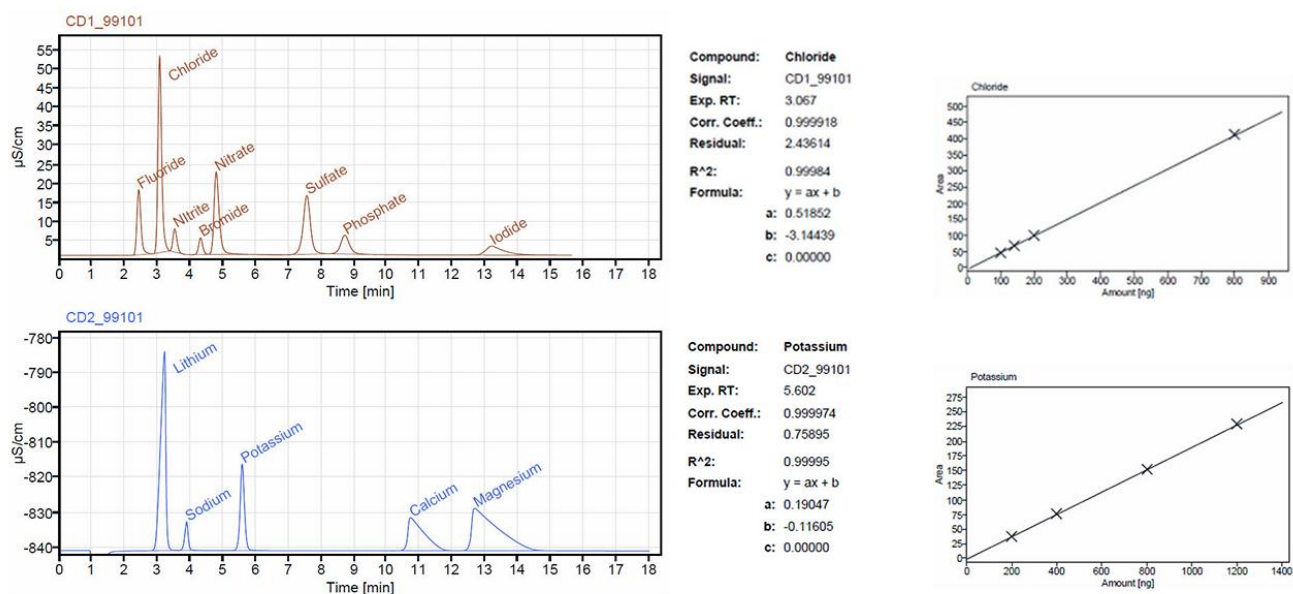 CD1_99101
µS/cm
55
50
45
40
35
30
25
20
15
10
5
Fluoride
Chloride
NItrite
Bromide
Nitrate
Sulfate
Phosphate
Iodide
0 1 2 3 4 5 6 7 8 9 10 11 12 13 14 15 16 17 18
Time [min]
Compound: Chloride
Signal: CD1_99101
Exp. RT: 3.067
Corr. Coeff.: 0.999918
Residual: 2.43614
R^2: 0.99984
Formula: y = ax + b
a: 0.51852
b: -3.14439
c: 0.00000
Chloride
Area
500
450
400
350
300
250
200
150
100
50
0
0 100 200 300 400 500 600 700 800 900
Amount [ng]
CD2_99101
µS/cm
-780
-790
-800
-810
-820
-830
-840
Lithium
Sodium
Potassium
Calcium
Magnesium
0 1 2 3 4 5 6 7 8 9 10 11 12 13 14 15 16 17 18
Time [min]
Compound: Potassium
Signal: CD2_99101
Exp. RT: 5.602
Corr. Coeff.: 0.999974
Residual: 0.75895
R^2: 0.99995
Formula: y = ax + b
a: 0.19047
b: -0.11605
c: 0.00000
Potassium
Area
275
250
225
150
75
50
25
0
0 200 400 600 800 1000 1200 1400
Amount [ng]